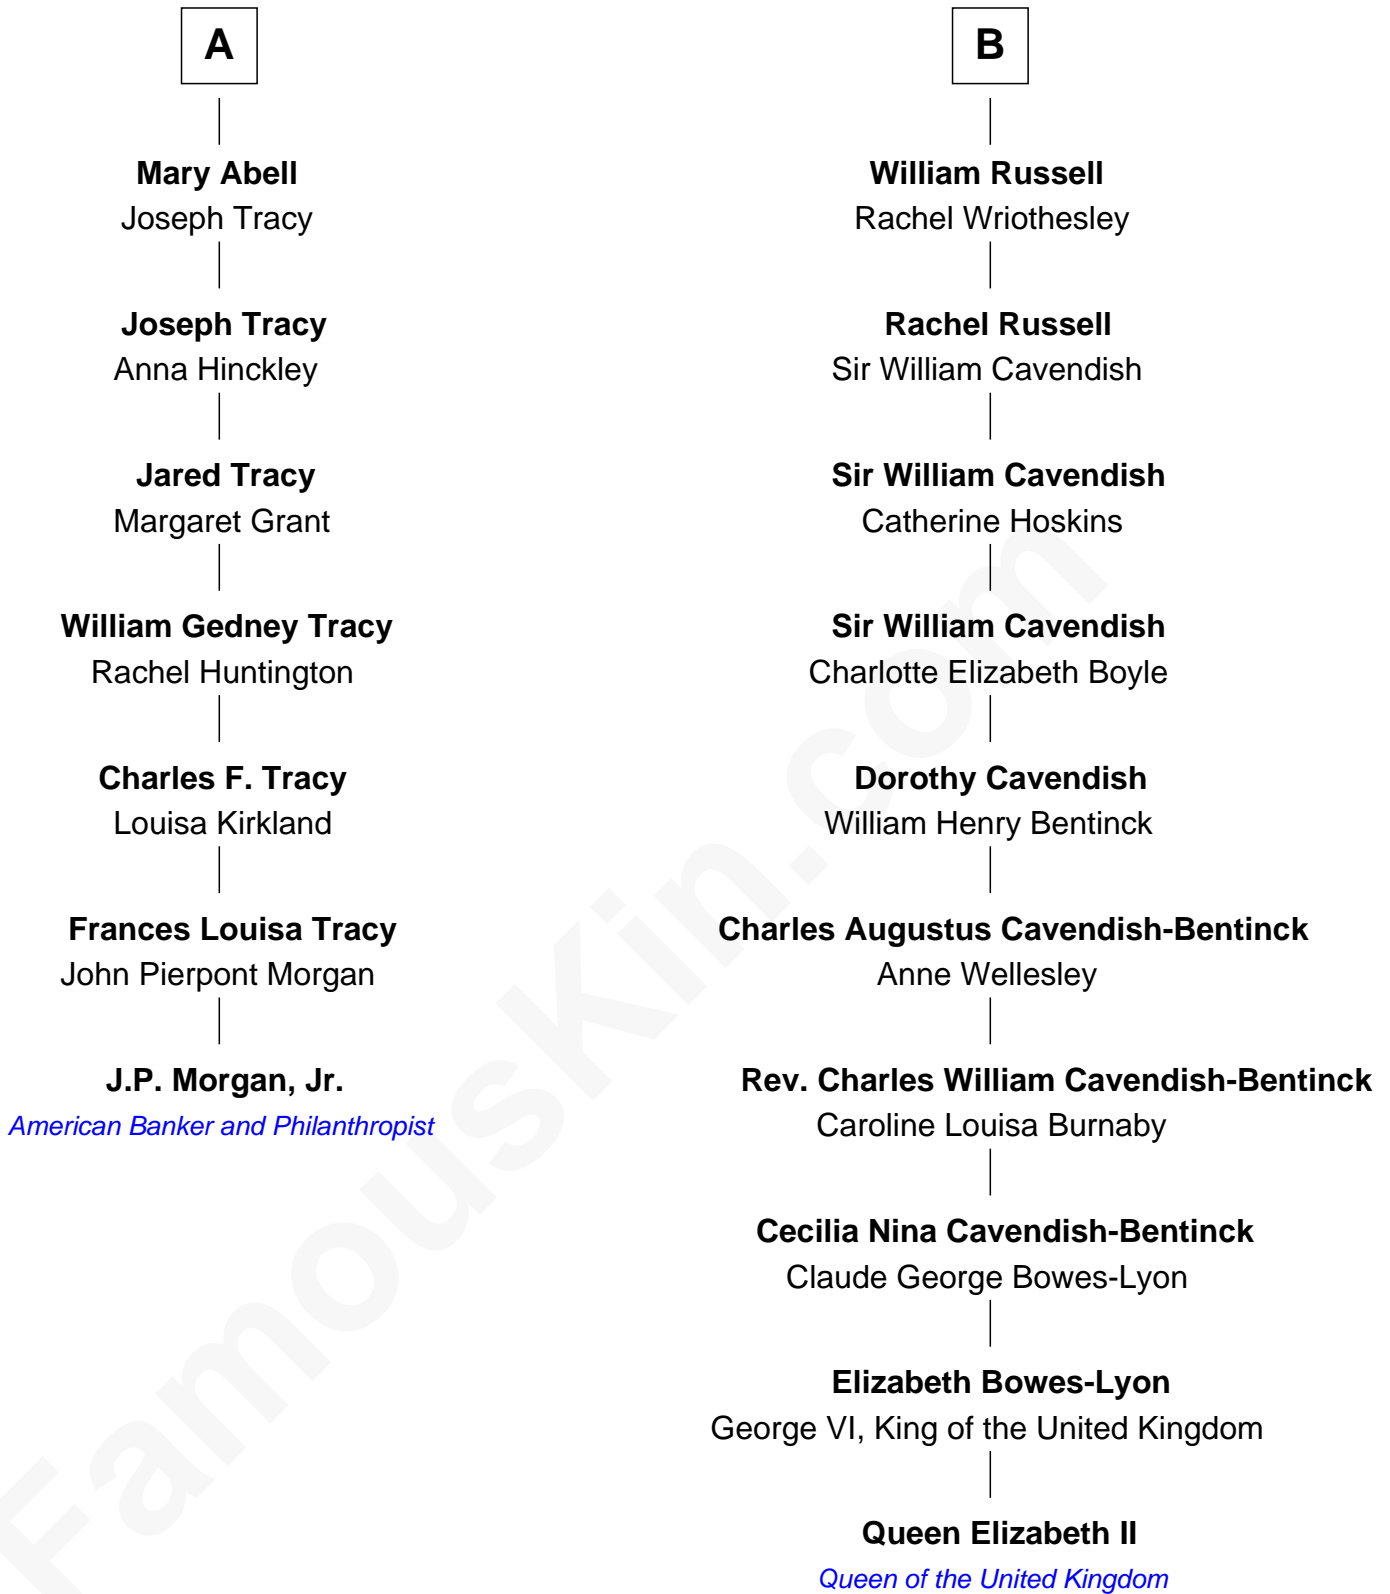 A
Mary Abell
Joseph Tracy
Joseph Tracy
Anna Hinckley
Jared Tracy
Margaret Grant
William Gedney Tracy
Rachel Huntington
Charles F. Tracy
Louisa Kirkland
Frances Louisa Tracy
John Pierpont Morgan
J.P. Morgan, Jr.
American Banker and Philanthropist
B
William Russell
Rachel Wriothesley
Rachel Russell
Sir William Cavendish
Sir William Cavendish
Catherine Hoskins
Sir William Cavendish
Charlotte Elizabeth Boyle
Dorothy Cavendish
William Henry Bentinck
Charles Augustus Cavendish-Bentinck
Anne Wellesley
Rev. Charles William Cavendish-Bentinck
Caroline Louisa Burnaby
Cecilia Nina Cavendish-Bentinck
Claude George Bowes-Lyon
Elizabeth Bowes-Lyon
George VI, King of the United Kingdom
Queen Elizabeth II
Queen of the United Kingdom
FamousKin.com